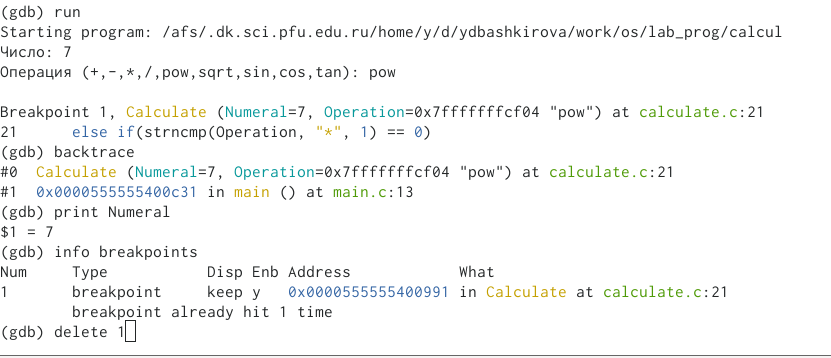 (gdb) run
Starting program: /afs/.dk.sci.pfu.edu.ru/home/y/d/ydbashkirova/work/os/lab_prog/calcul
Число: 7
Операция (+,-,*,/,pow,sqrt,sin,cos,tan): pow
Breakpoint 1, Calculate (Numeral=7, Operation=0x7fffffffcf04 "pow") at calculate.c:21
21      else if(strncmp(Operation, "*", 1) == 0)
(gdb) backtrace
#0  Calculate (Numeral=7, Operation=0x7fffffffcf04 "pow") at calculate.c:21
#1  0x0000555555400c31 in main () at main.c:13
(gdb) print Numeral
$1 = 7
(gdb) info breakpoints
Num     Type           Disp Enb Address            What
1       breakpoint     keep y   0x0000555555400991 in Calculate at calculate.c:21
        breakpoint already hit 1 time
(gdb) delete 1